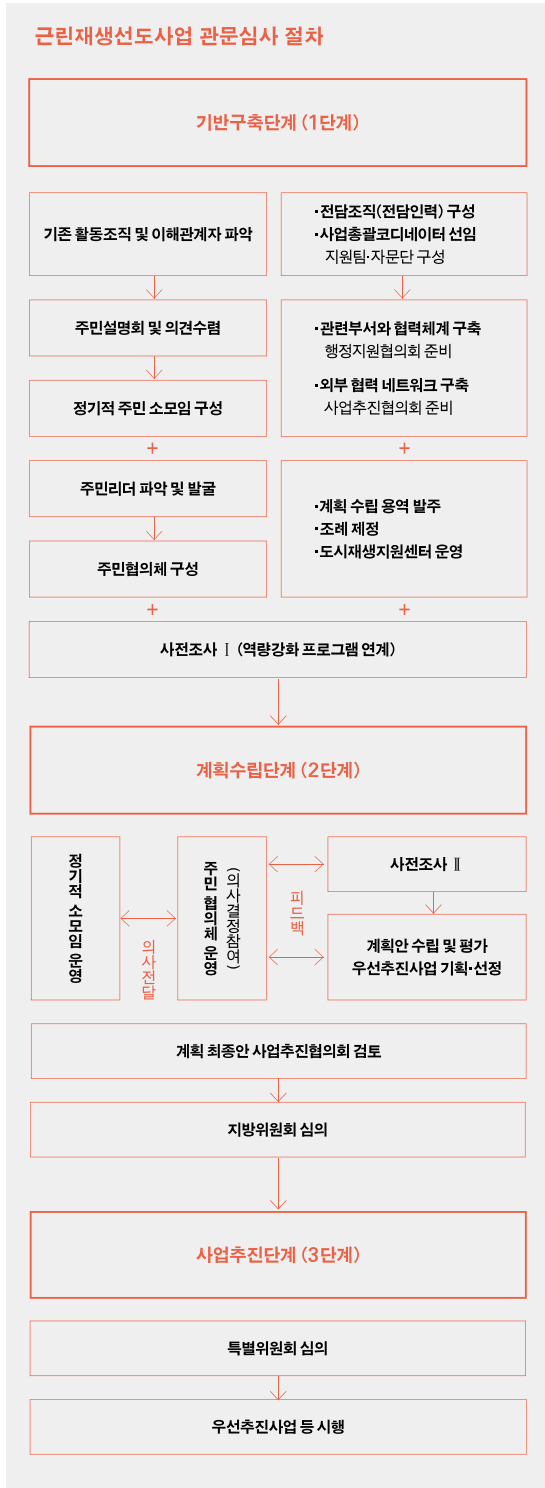 근린재생선도사업 관문심사 절차
기반구축단계 (1단계)
기존 활동조직 및 이해관계자 파악
주민설명회 및 의견수렴
정기적 주민 소모임 구성
+
주민리더 파악 및 발굴
주민협의체 구성
+
·전담조직(전담인력) 구성
·사업총괄코디네이터 선임
지원팀·자문단 구성
·관련부서와 협력체계 구축
행정지원협의회 준비
·외부 협력 네트워크 구축
사업추진협의회 준비
+
·계획 수립 용역 발주
·조례 제정
·도시재생지원센터 운영
+
사전조사 Ⅰ (역량강화 프로그램 연계)
계획수립단계 (2단계)
정기적 소모임 운영
의사전달
주민 협의체 운영
(의사결정참여)
피드백
사전조사 Ⅱ
계획안 수립 및 평가
우선추진사업 기획·선정
계획 최종안 사업추진협의회 검토
지방위원회 심의
사업추진단계 (3단계)
특별위원회 심의
우선추진사업 등 시행